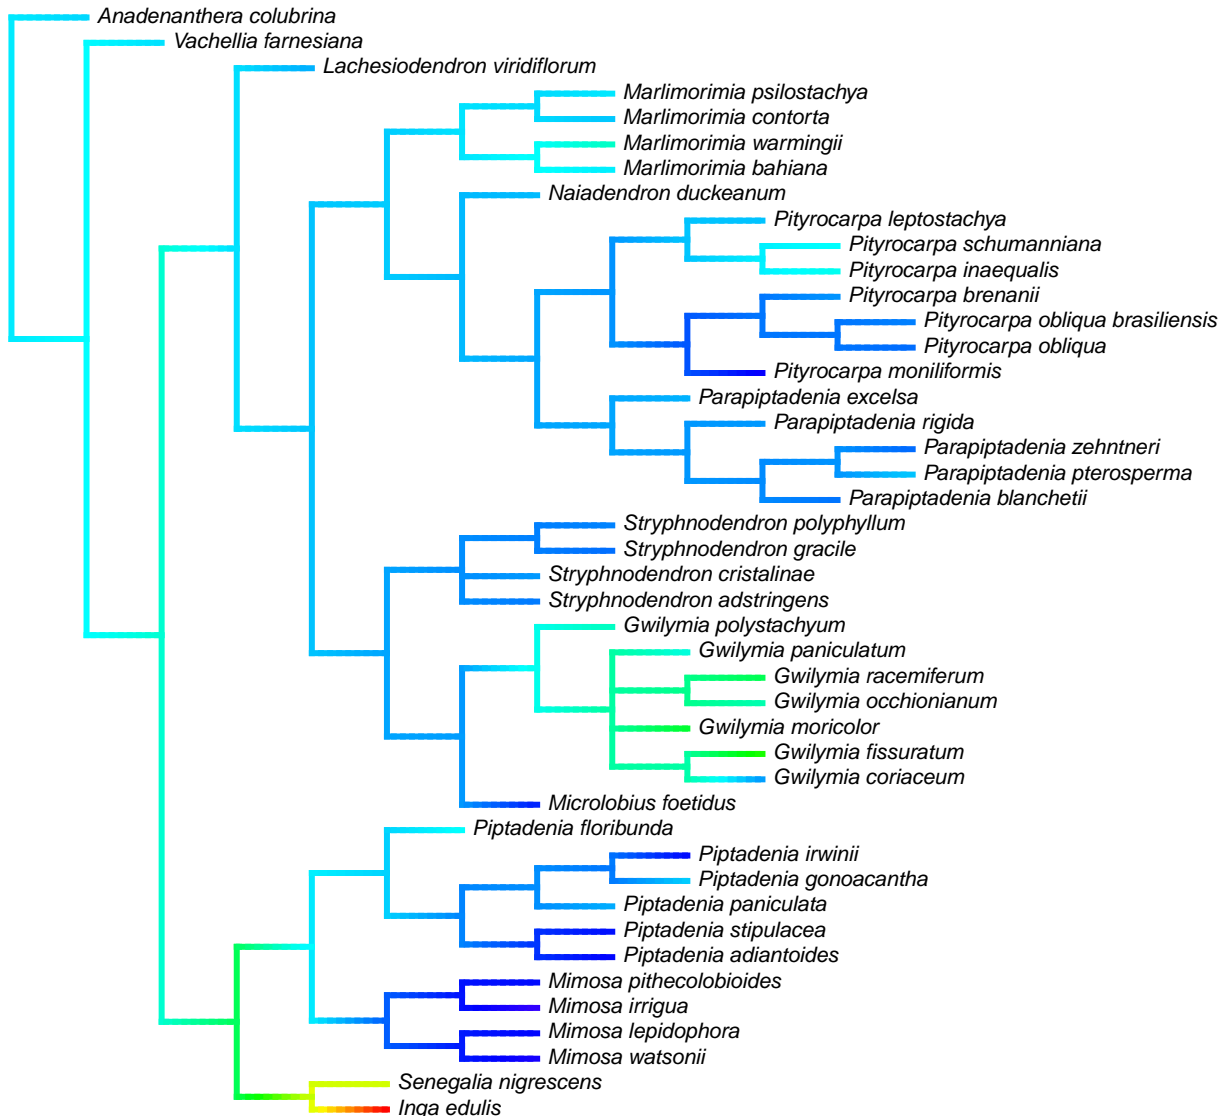 Anadenanthera colubrina
Vachellia farnesiana
Lachesiodendron viridiflorum
Marlimorimia psilostachya
Marlimorimia contorta
Marlimorimia warmingii
Marlimorimia bahiana
Naiadendron duckeanum
Pityrocarpa leptostachya
Pityrocarpa schumanniana
Pityrocarpa inaequalis
Pityrocarpa brenanii
Pityrocarpa obliqua brasiliensis
Pityrocarpa obliqua
Pityrocarpa moniliformis
Parapiptadenia excelsa
Parapiptadenia rigida
Parapiptadenia zehntneri
Parapiptadenia pterosperma
Parapiptadenia blanchetii
Stryphnodendron polyphyllum
Stryphnodendron gracile
Stryphnodendron cristalinae
Stryphnodendron adstringens
Gwilymia polystachyum
Gwilymia paniculatum
Gwilymia racemiferum
Gwilymia occhionianum
Gwilymia moricolor
Gwilymia fissuratum
Gwilymia coriaceum
Microlobius foetidus
Piptadenia floribunda
Piptadenia irwinii
Piptadenia gonoacantha
Piptadenia paniculata
Piptadenia stipulacea
Piptadenia adiantoides
Mimosa pithecolobioides
Mimosa irrigua
Mimosa lepidophora
Mimosa watsonii
Senegalia nigrescens
Inga edulis